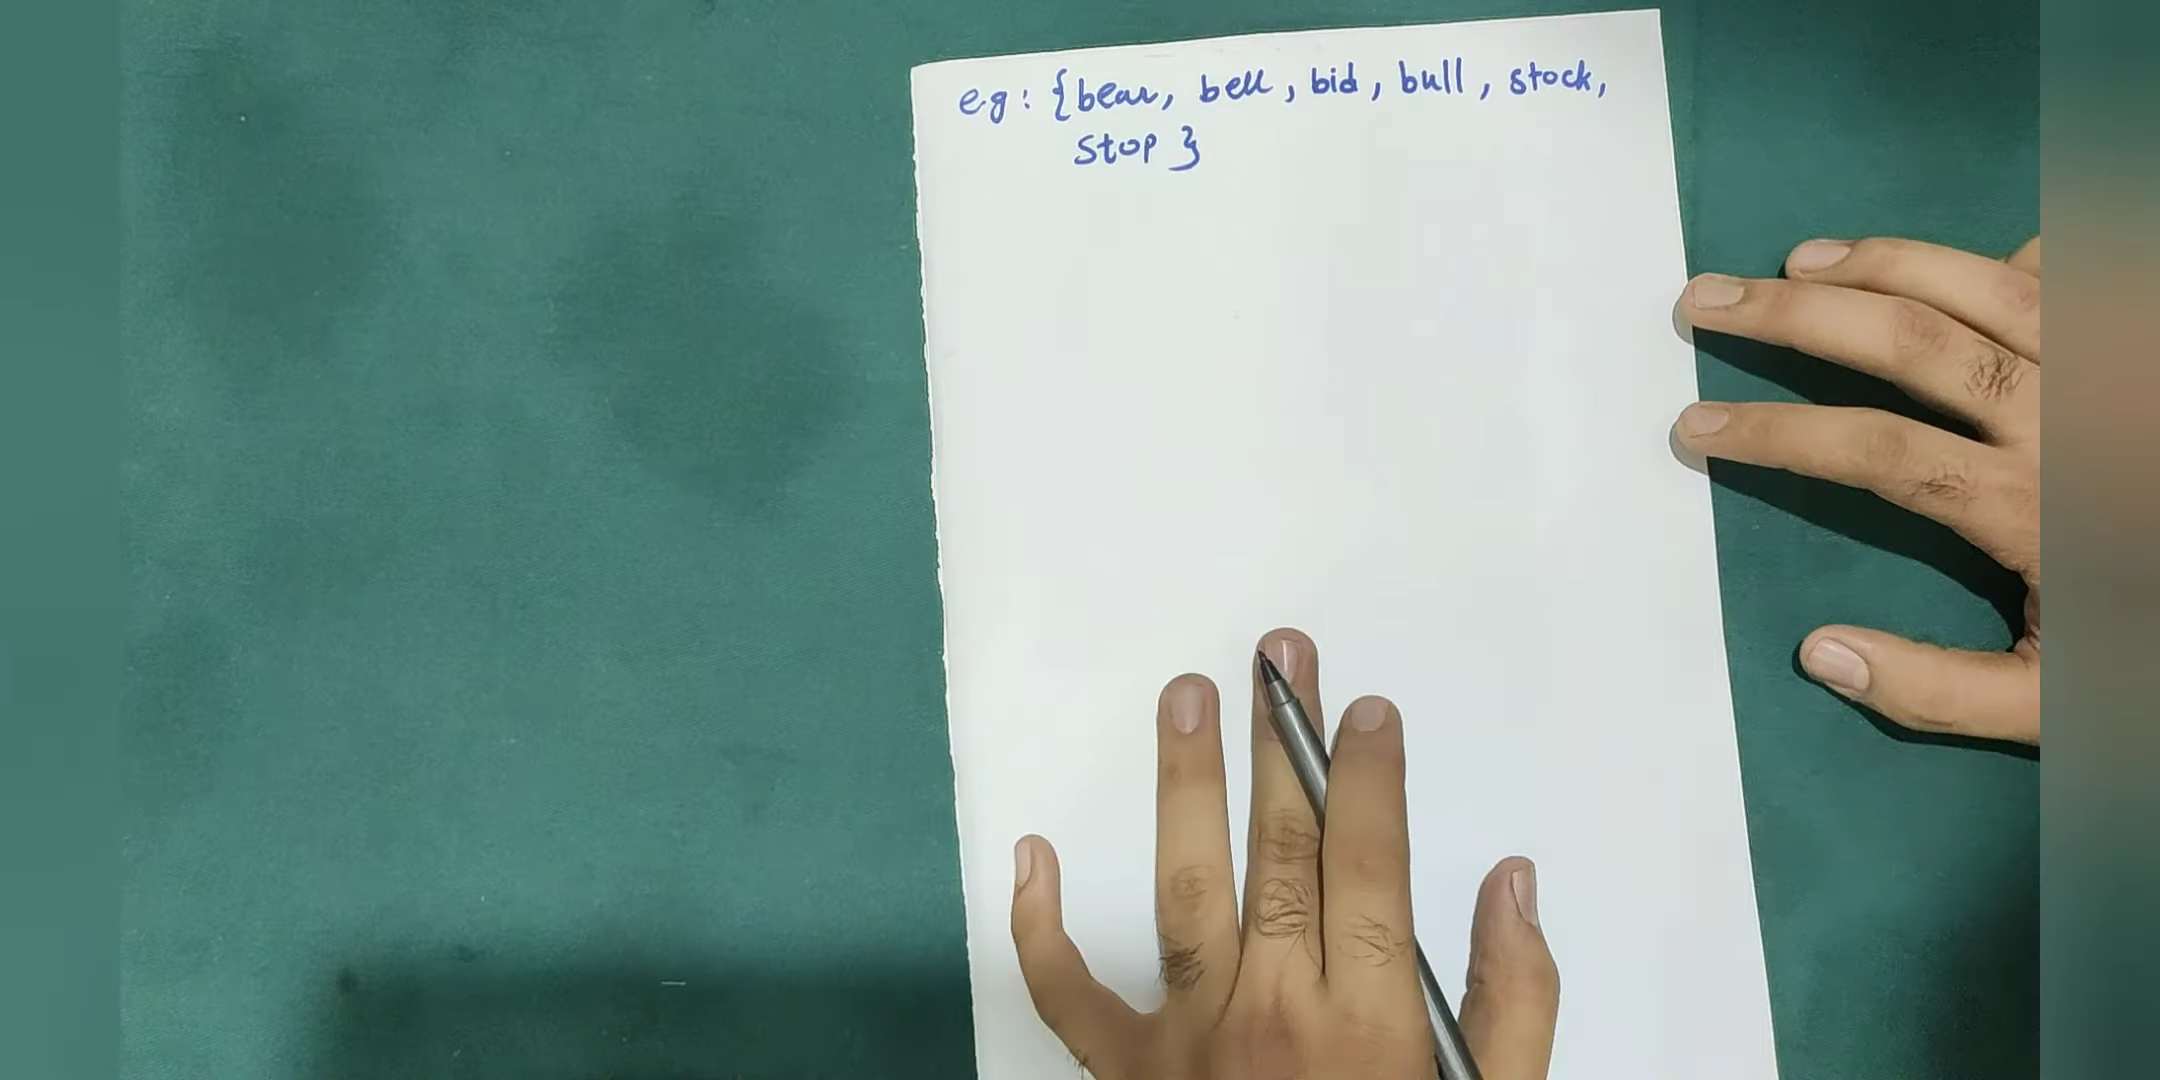 eg: {bear, bell, bid, bull, stock,
stop }